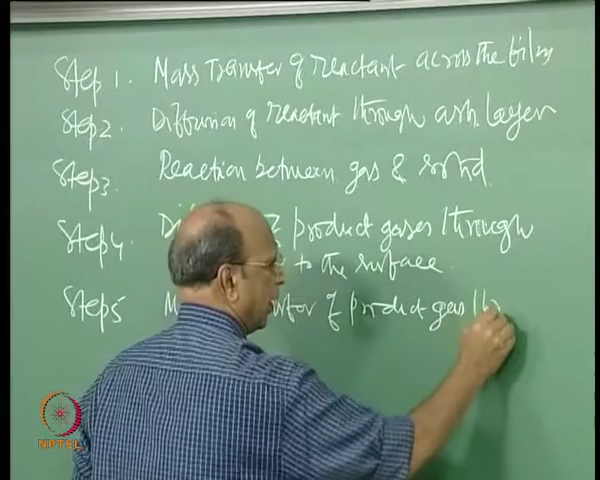 Step 1. Mass Transfer of reactant across the film
Step 2. Diffusion of reactant through ash layer
Step 3. Reaction between gas & solid
Step 4. product gases through
to the surface.
Step 5 of product gas
NPTEL